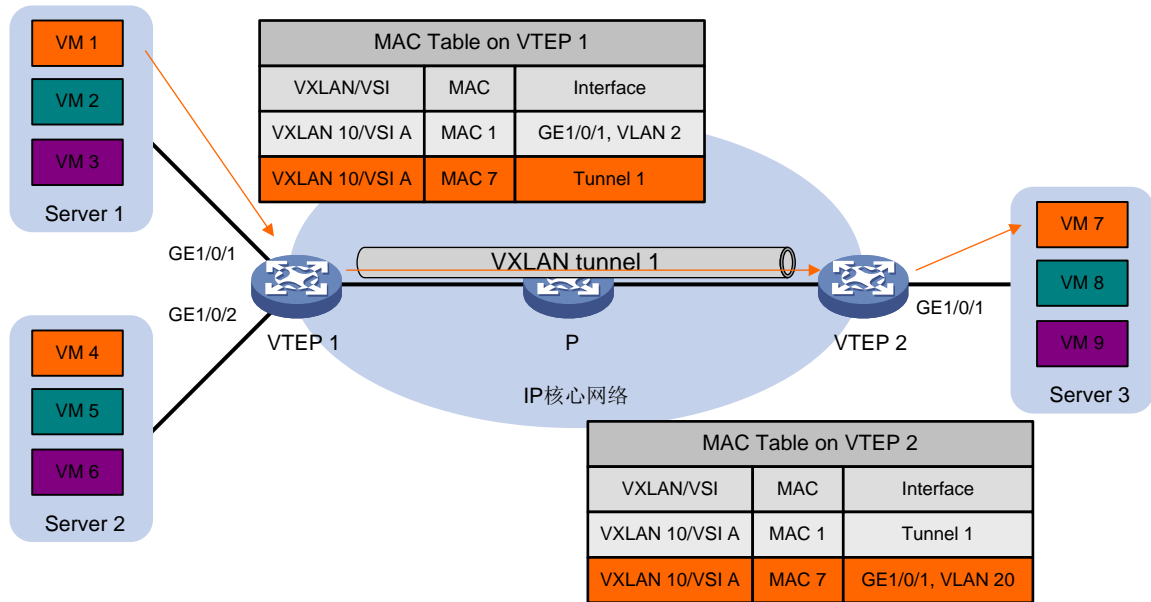 VM 1
VM 2
VM 3
Server 1
MAC Table on VTEP 1
VXLAN/VSI MAC Interface
VXLAN 10/VSI A MAC 1 GE1/0/1, VLAN 2
VXLAN 10/VSI A MAC 7 Tunnel 1
GE1/0/1
GE1/0/2
VTEP 1
VXLAN tunnel 1
P
VTEP 2
GE1/0/1
IP核心网络
VM 4
VM 5
VM 6
Server 2
VM 7
VM 8
VM 9
Server 3
MAC Table on VTEP 2
VXLAN/VSI MAC Interface
VXLAN 10/VSI A MAC 1 Tunnel 1
VXLAN 10/VSI A MAC 7 GE1/0/1, VLAN 20